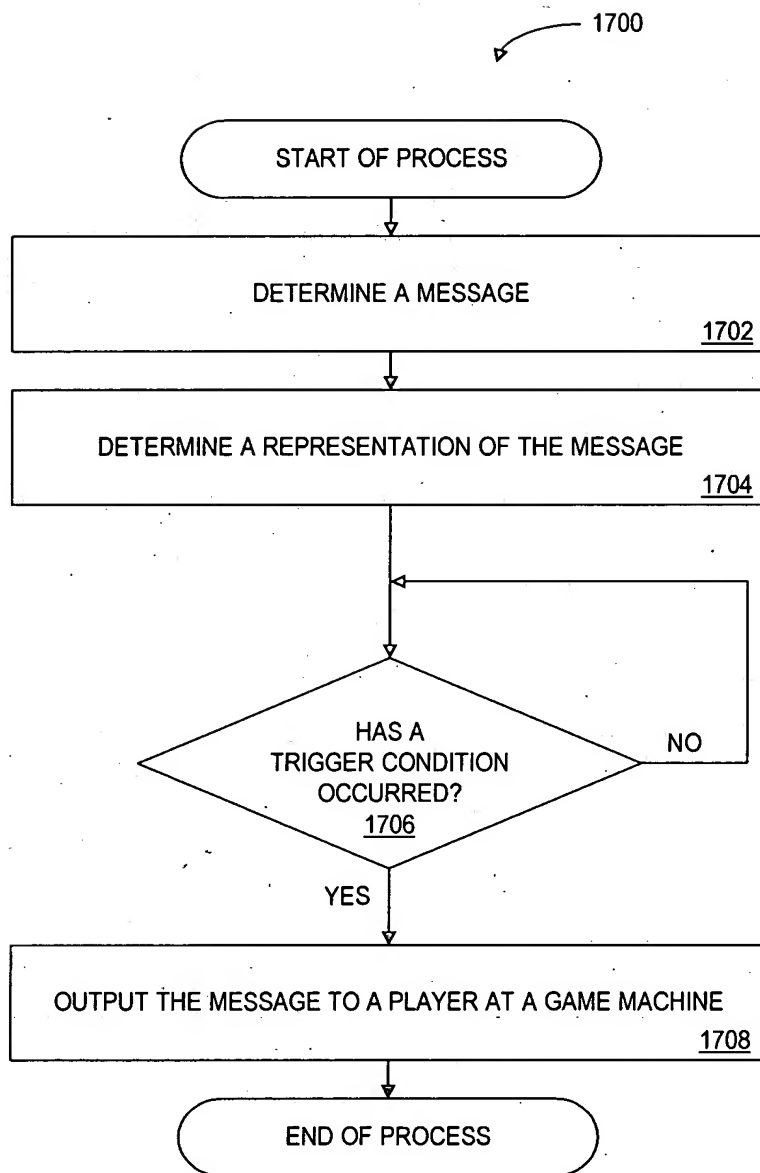 1700
START OF PROCESS
DETERMINE A MESSAGE
1702
DETERMINE A REPRESENTATION OF THE MESSAGE
1704
HAS A
TRIGGER CONDITION
OCCURRED?
1706
NO
YES
OUTPUT THE MESSAGE TO A PLAYER AT A GAME MACHINE
1708
END OF PROCESS